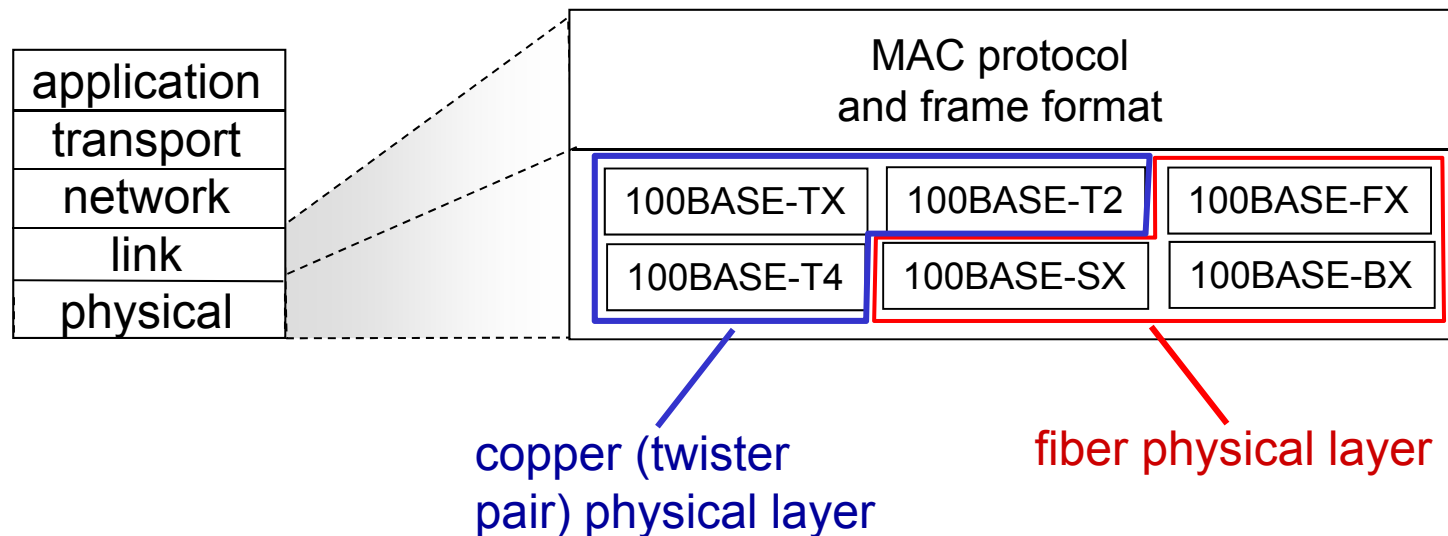 application
transport
network
link
physical
MAC protocol
and frame format
100BASE-TX
100BASE-T2
100BASE-FX
100BASE-T4
100BASE-SX
100BASE-BX
copper (twister
pair) physical layer
fiber physical layer